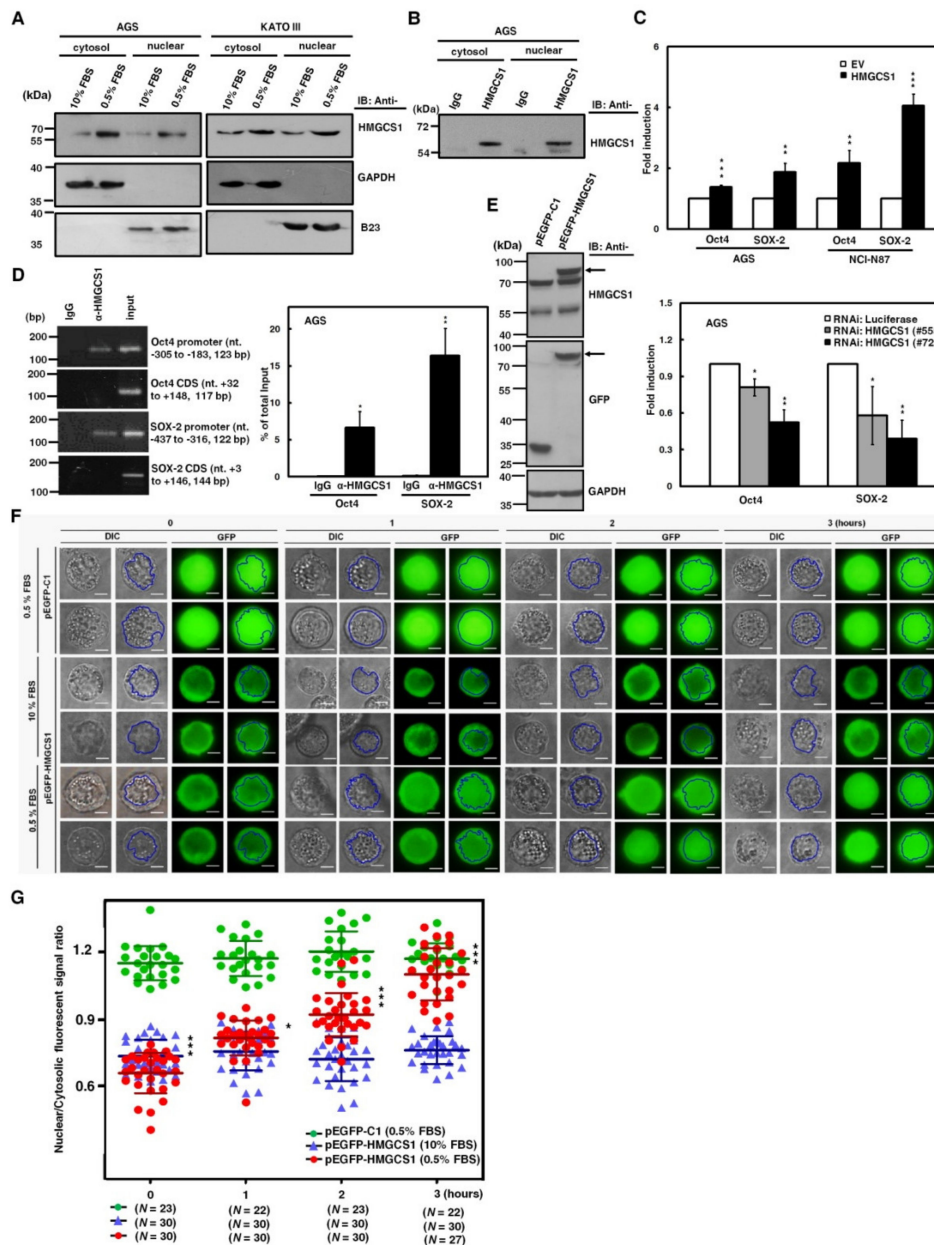 A
AGS
KATO III
cytosol nuclear cytosol nuclear
10% FBS 0.5% FBS 10% FBS 0.5% FBS 10% FBS 0.5% FBS 10% FBS 0.5% FBS
(kDa)
IB: Anti-
70
55
HMGCS1
40
35
GAPDH
40
35
B23
B
AGS
cytosol nuclear
IgG HMGCS1 IgG HMGCS1
(kDa)
IB: Anti-
72
54
HMGCS1
C
Fold induction
6
4
2
0
EV
HMGCS1
*** ** ** ***
Oct4 SOX-2 Oct4 SOX-2
AGS NCI-N87
Fold induction
1.5
1.2
0.9
0.6
0.3
0.0
AGS
RNAi: Luciferase
RNAi: HMGCS1 (#55
RNAi: HMGCS1 (#72
* ** * **
Oct4 SOX-2
D
IgG α-HMGCS1 input
(bp)
200
100
Oct4 promoter (nt.
-305 to -183, 123 bp)
200
100
Oct4 CDS (nt. +32
to +148, 117 bp)
200
100
SOX-2 promoter (nt.
-437 to -316, 122 bp)
200
100
SOX-2 CDS (nt. +3
to +146, 144 bp)
% of total Input
20
15
10
5
0
AGS
* **
IgG α-HMGCS1 IgG α-HMGCS1
Oct4 SOX-2
E
pEGFP-C1 pEGFP-HMGCS1
(kDa)
IB: Anti-
100
70
55
40
HMGCS1
100
75
55
40
35
25
GFP
40
35
GAPDH
F
0 1 2 3 (hours)
DIC GFP DIC GFP DIC GFP DIC GFP
0.5 % FBS
pEGFP-C1
10 % FBS
0.5 % FBS
pEGFP-HMGCS1
G
Nuclear/Cytosolic fluorescent signal ratio
1.2
0.9
0.6
*** * *** ***
pEGFP-C1 (0.5% FBS)
pEGFP-HMGCS1 (10% FBS)
pEGFP-HMGCS1 (0.5% FBS)
0 1 2 3 (hours)
(N = 23) (N = 22) (N = 23) (N = 22)
(N = 30) (N = 30) (N = 30) (N = 30)
(N = 30) (N = 30) (N = 30) (N = 27)